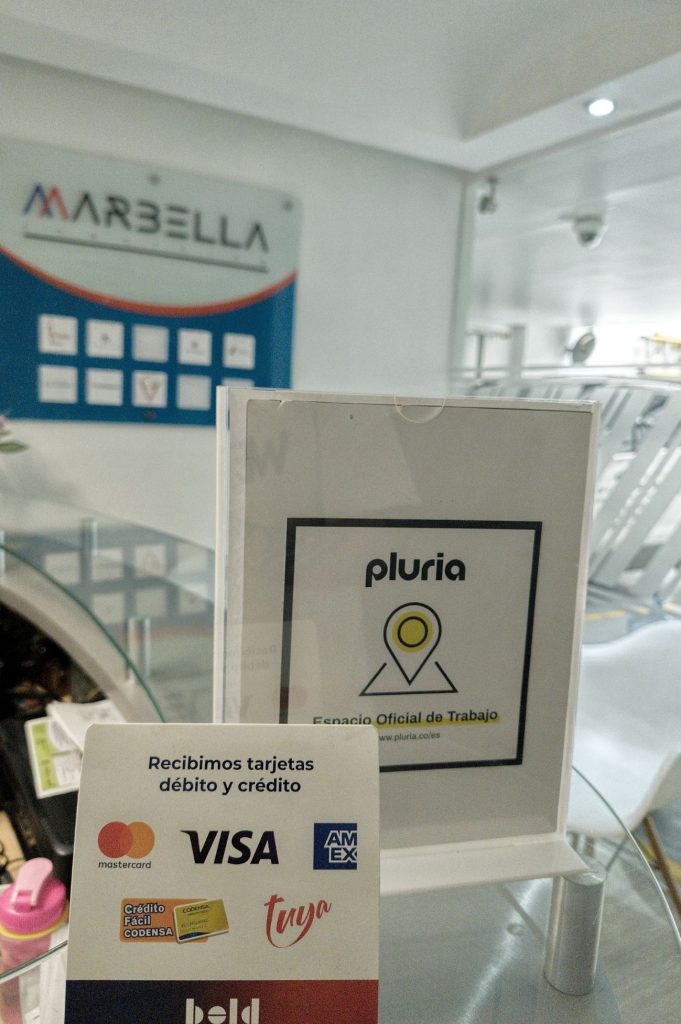 MARBELLA
pluria
Espacio Oficial de Trabajo
www.pluria.co/es
Recibimos tarjetas
débito y crédito
mastercard
VISA
AM
EX
Crédito
Fácil
CODENSA
CODENSA
tuya
bold